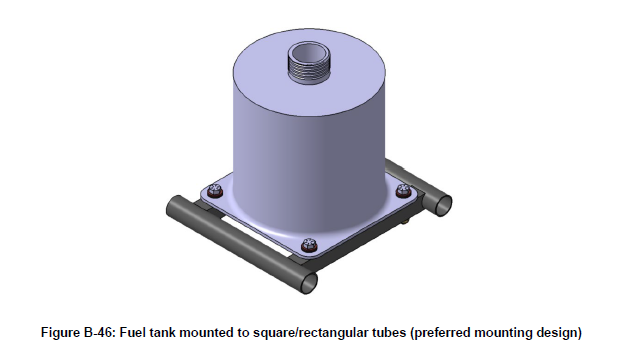 Figure B-46: Fuel tank mounted to square/rectangular tubes (preferred mounting design)